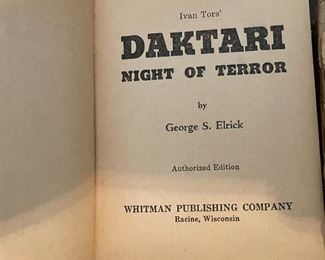 Ivan Tors'
DAKTARI
NIGHT OF TERROR
by
George S. Elrick
Authorized Edition
WHITMAN PUBLISHING COMPANY
Racine, Wisconsin